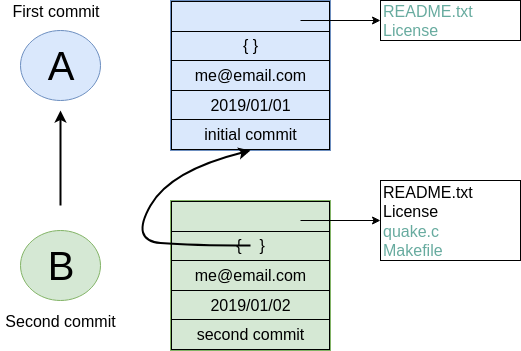 First commit
A
{ }
me@email.com
2019/01/01
initial commit
README.txt
License
B
Second commit
{ }
me@email.com
2019/01/02
second commit
README.txt
License
quake.c
Makefile